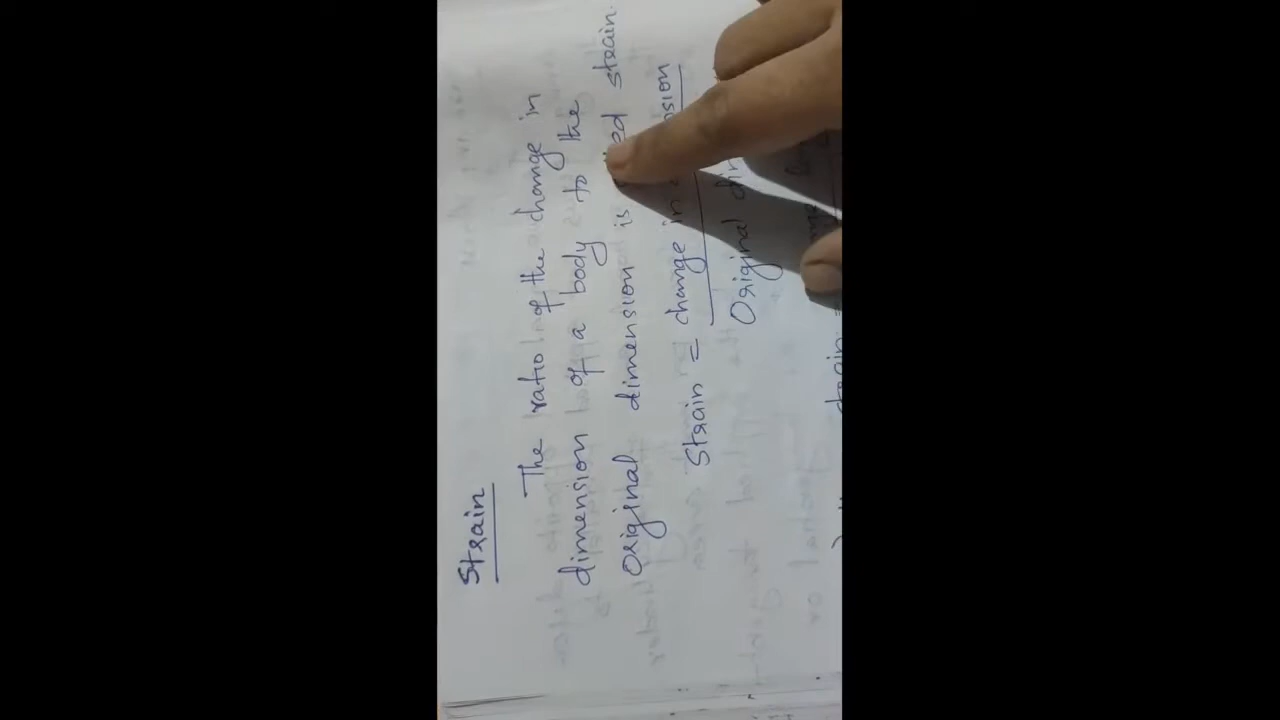 Strain
The ratio of the change in
dimension of a body to the
Original dimension is strain.
Strain = change in
Original